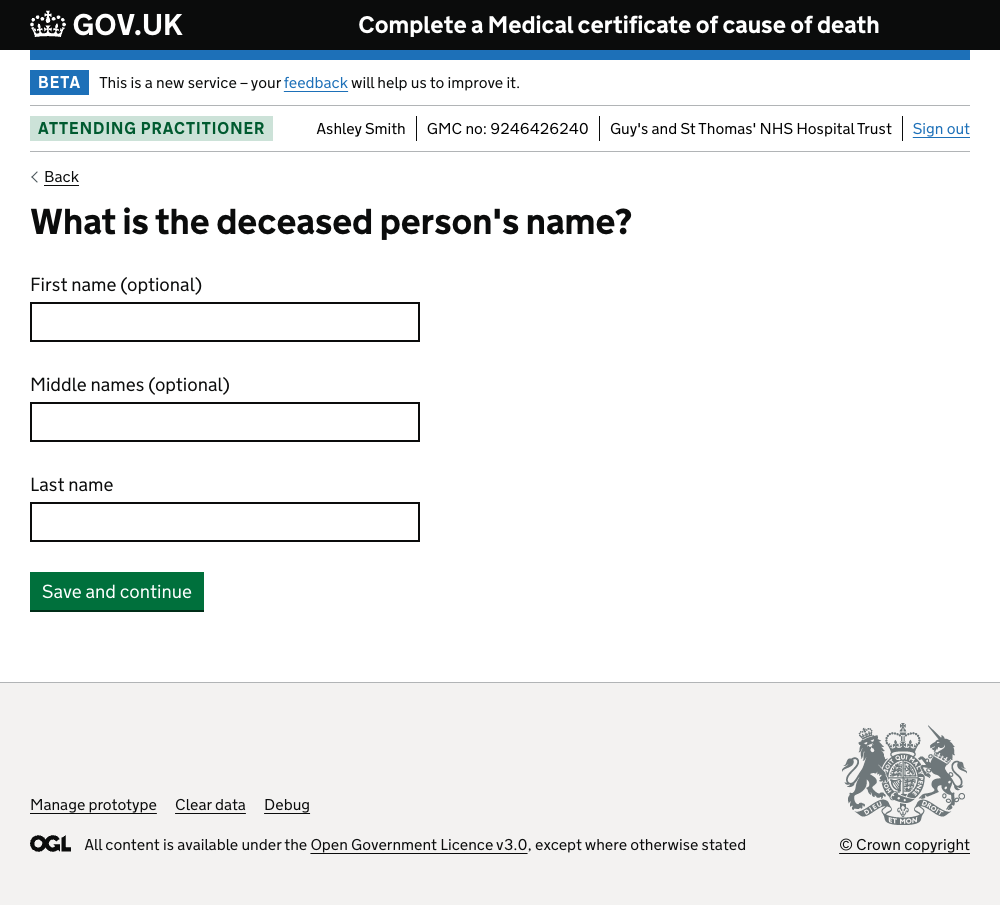 GOV.UK
Complete a Medical certificate of cause of death
BETA This is a new service – your feedback will help us to improve it.
ATTENDING PRACTITIONER Ashley Smith GMC no: 9246426240 Guy's and St Thomas' NHS Hospital Trust Sign out
Back
What is the deceased person's name?
First name (optional)
Middle names (optional)
Last name
Save and continue
Manage prototype Clear data Debug
OGL All content is available under the Open Government Licence v3.0, except where otherwise stated
DIEU ET MON DROIT
© Crown copyright